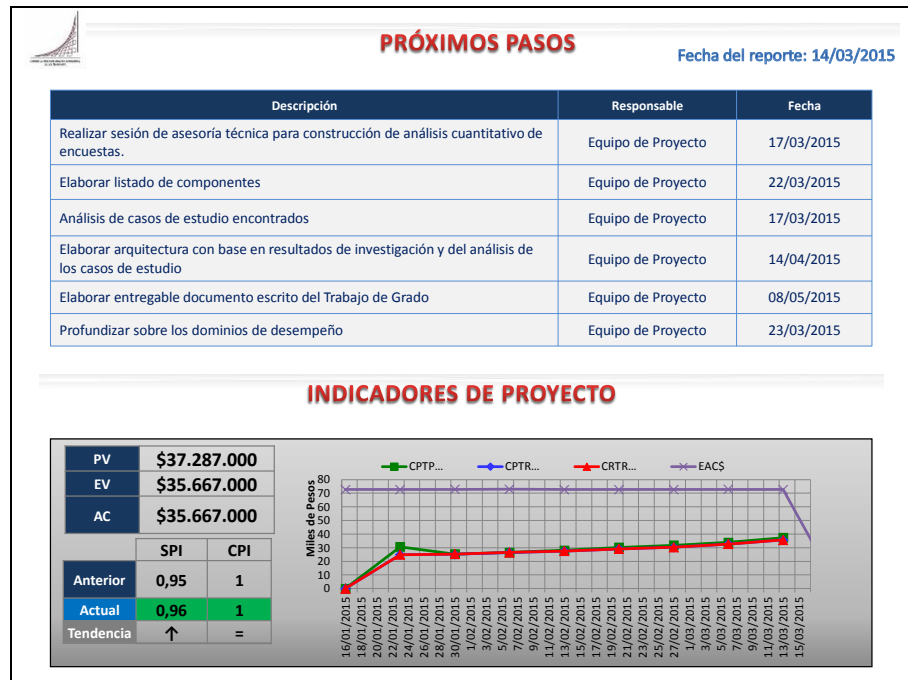 PRÓXIMOS PASOS
Fecha del reporte: 14/03/2015
Descripción Responsable Fecha
Realizar sesión de asesoría técnica para construcción de análisis cuantitativo de
encuestas.
Equipo de Proyecto 17/03/2015
Elaborar listado de componentes Equipo de Proyecto 22/03/2015
Análisis de casos de estudio encontrados Equipo de Proyecto 17/03/2015
Elaborar arquitectura con base en resultados de investigación y del análisis de
los casos de estudio
Equipo de Proyecto 14/04/2015
Elaborar entregable documento escrito del Trabajo de Grado Equipo de Proyecto 08/05/2015
Profundizar sobre los dominios de desempeño Equipo de Proyecto 23/03/2015
INDICADORES DE PROYECTO
PV $37.287.000
EV $35.667.000
AC $35.667.000
SPI CPI
Anterior 0,95 1
Actual 0,96 1
Tendencia ↑ =
CPTP... CPTR... CRTR... EAC$
Miles de Pesos
80
70
60
50
40
30
20
10
0
16/01/2015
18/01/2015
20/01/2015
22/01/2015
24/01/2015
26/01/2015
28/01/2015
30/01/2015
1/02/2015
3/02/2015
5/02/2015
7/02/2015
9/02/2015
11/02/2015
13/02/2015
15/02/2015
17/02/2015
19/02/2015
21/02/2015
23/02/2015
25/02/2015
27/02/2015
1/03/2015
3/03/2015
5/03/2015
7/03/2015
9/03/2015
11/03/2015
13/03/2015
15/03/2015